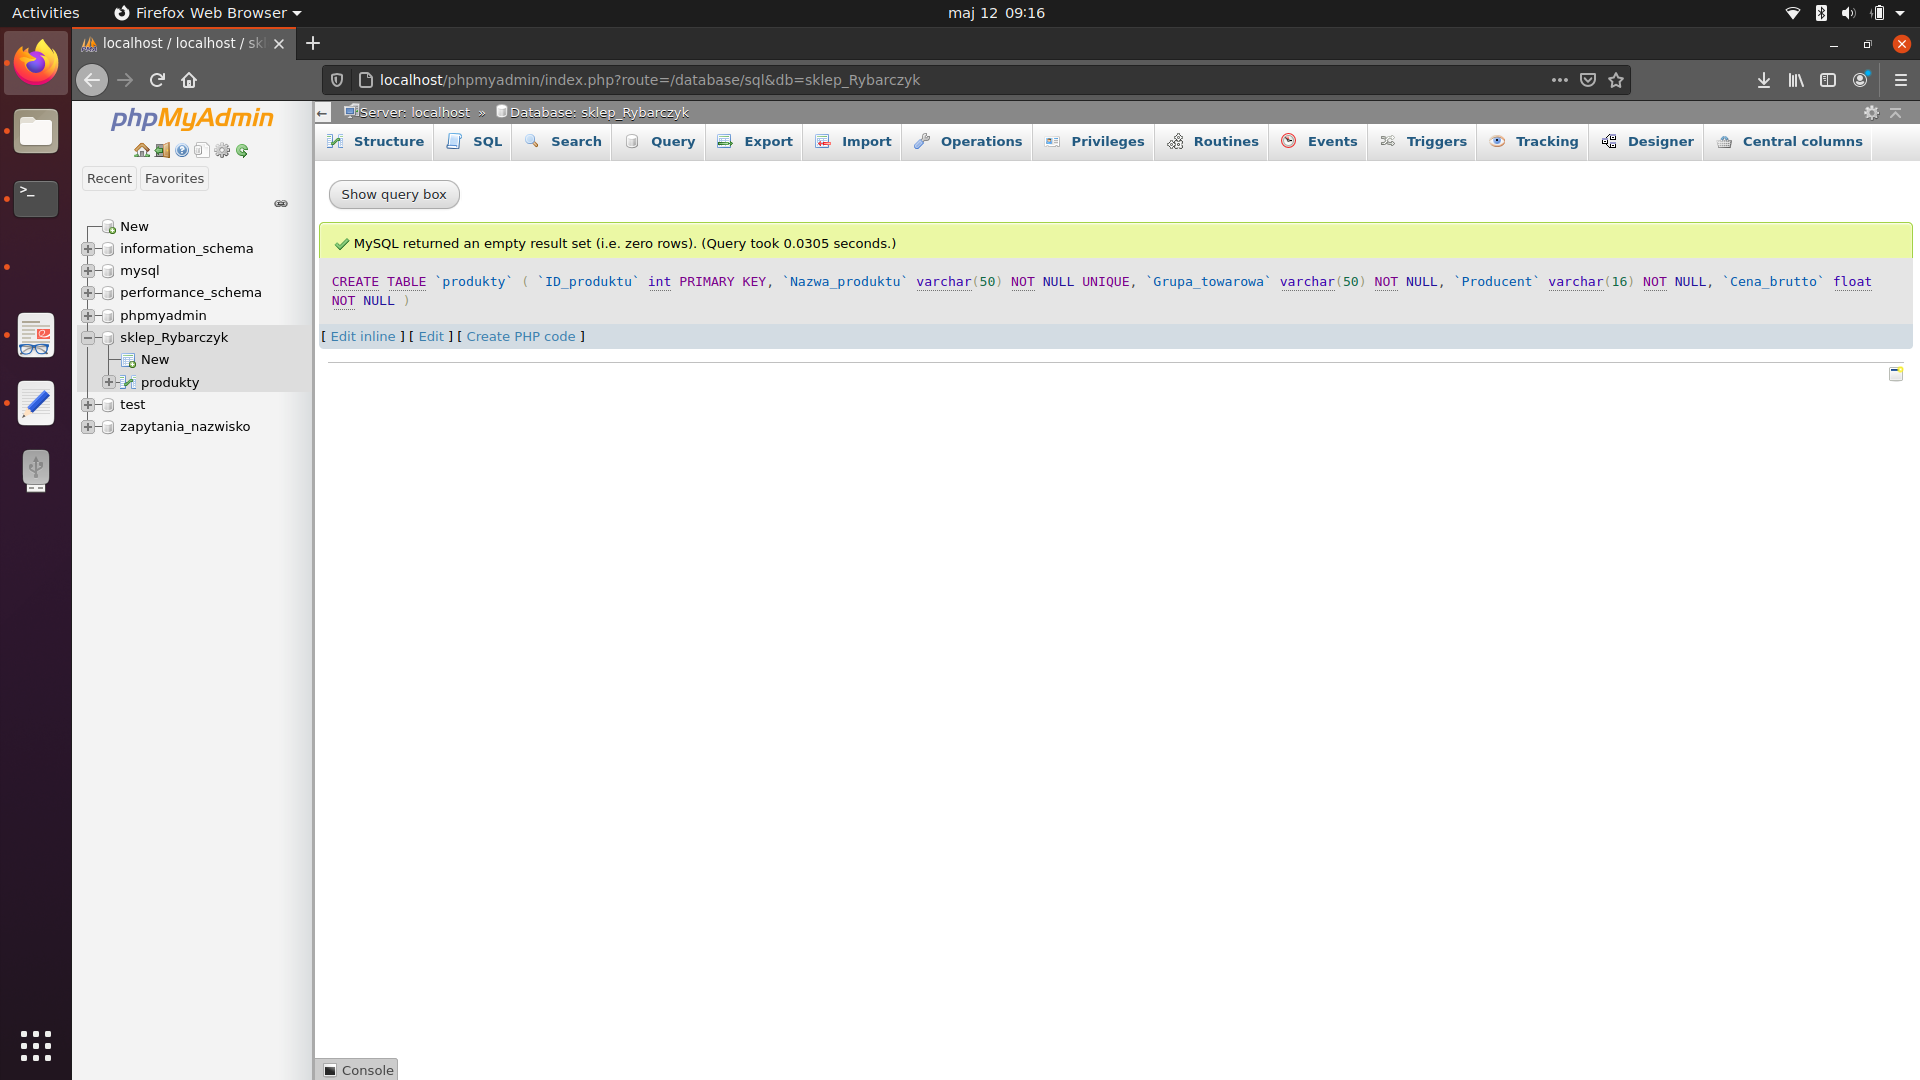 Activities
Firefox Web Browser
maj 12 09:16
localhost / localhost / sk
localhost/phpmyadmin/index.php?route=/database/sql&db=sklep_Rybarczyk
phpMyAdmin
Recent
Favorites
New
information_schema
mysql
performance_schema
phpmyadmin
sklep_Rybarczyk
New
produkty
test
zapytania_nazwisko
Server: localhost » Database: sklep_Rybarczyk
Structure
SQL
Search
Query
Export
Import
Operations
Privileges
Routines
Events
Triggers
Tracking
Designer
Central columns
Show query box
MySQL returned an empty result set (i.e. zero rows). (Query took 0.0305 seconds.)
CREATE TABLE `produkty` ( `ID_produktu` int PRIMARY KEY, `Nazwa_produktu` varchar(50) NOT NULL UNIQUE, `Grupa_towarowa` varchar(50) NOT NULL, `Producent` varchar(16) NOT NULL, `Cena_brutto` float
NOT NULL )
[ Edit inline ] [ Edit ] [ Create PHP code ]
Console